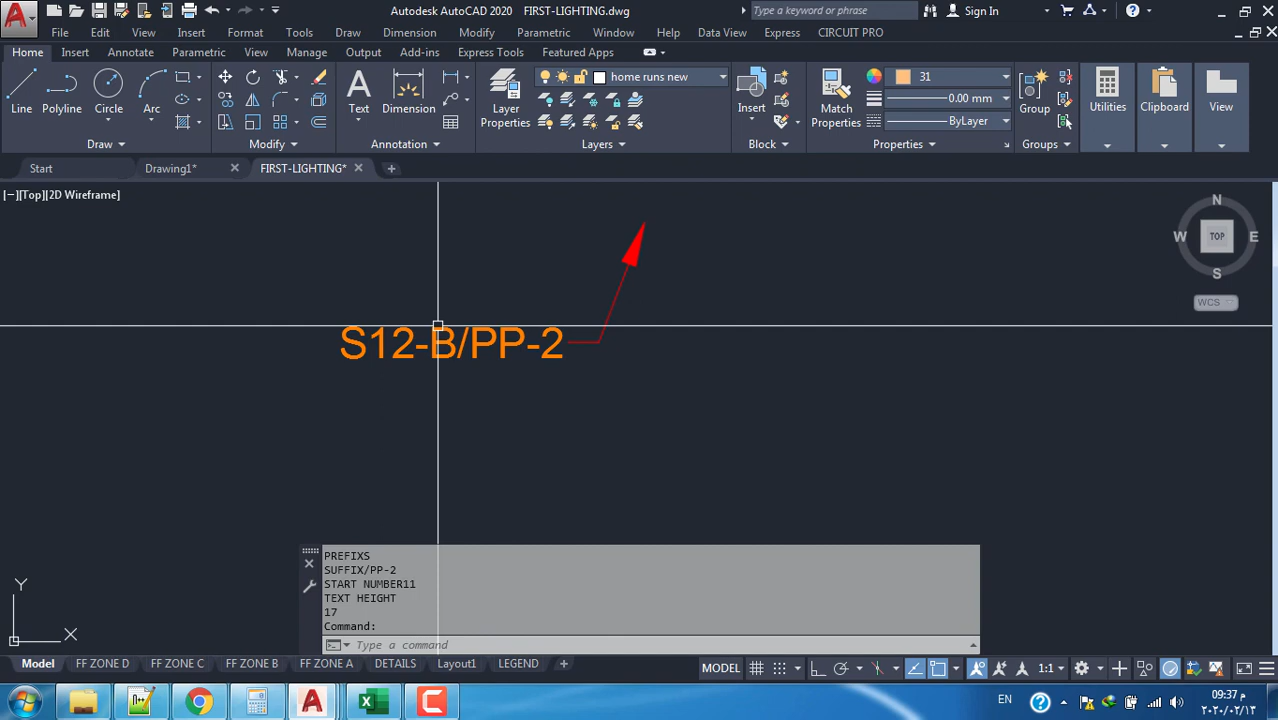 Autodesk AutoCAD 2020 FIRST-LIGHTING.dwg
Type a keyword or phrase
Sign In
File Edit View Insert Format Tools Draw Dimension Modify Parametric Window Help Data View Express CIRCUIT PRO
Home Insert Annotate Parametric View Manage Output Add-ins Express Tools Featured Apps
Line
Polyline
Circle
Arc
Draw
Modify
Text
Dimension
Annotation
Layer
Properties
home runs new
Layers
Insert
Block
Match
Properties
31
0.00 mm
ByLayer
Properties
Group
Groups
Utilities
Clipboard
View
Start
Drawing1*
FIRST-LIGHTING*
[−][Top][2D Wireframe]
N
W
TOP
E
S
WCS
S12-B/PP-2
PREFIXS
SUFFIX/PP-2
START NUMBER11
TEXT HEIGHT
17
Command:
Type a command
Y
X
Model FF ZONE D FF ZONE C FF ZONE B FF ZONE A DETAILS Layout1 LEGEND
MODEL
1:1
EN
09:37 م
٢٠٢٠/٠٢/١٣